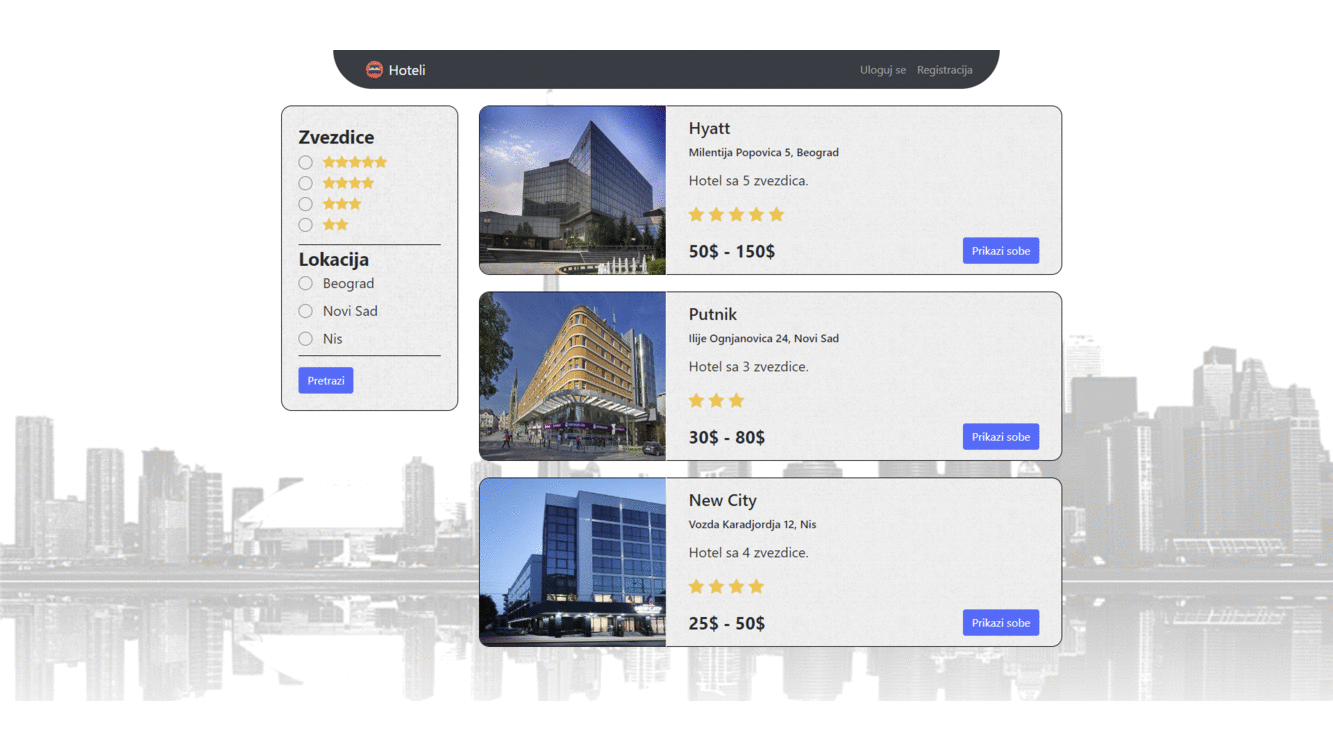 Hoteli
Uloguj se Registracija
Zvezdice
Lokacija
Beograd
Novi Sad
Nis
Pretrazi
Hyatt
Milentija Popovica 5, Beograd
Hotel sa 5 zvezdica.
50$ - 150$
Prikazi sobe
Putnik
Ilije Ognjanovica 24, Novi Sad
Hotel sa 3 zvezdice.
30$ - 80$
Prikazi sobe
New City
Vozda Karadjordja 12, Nis
Hotel sa 4 zvezdice.
25$ - 50$
Prikazi sobe